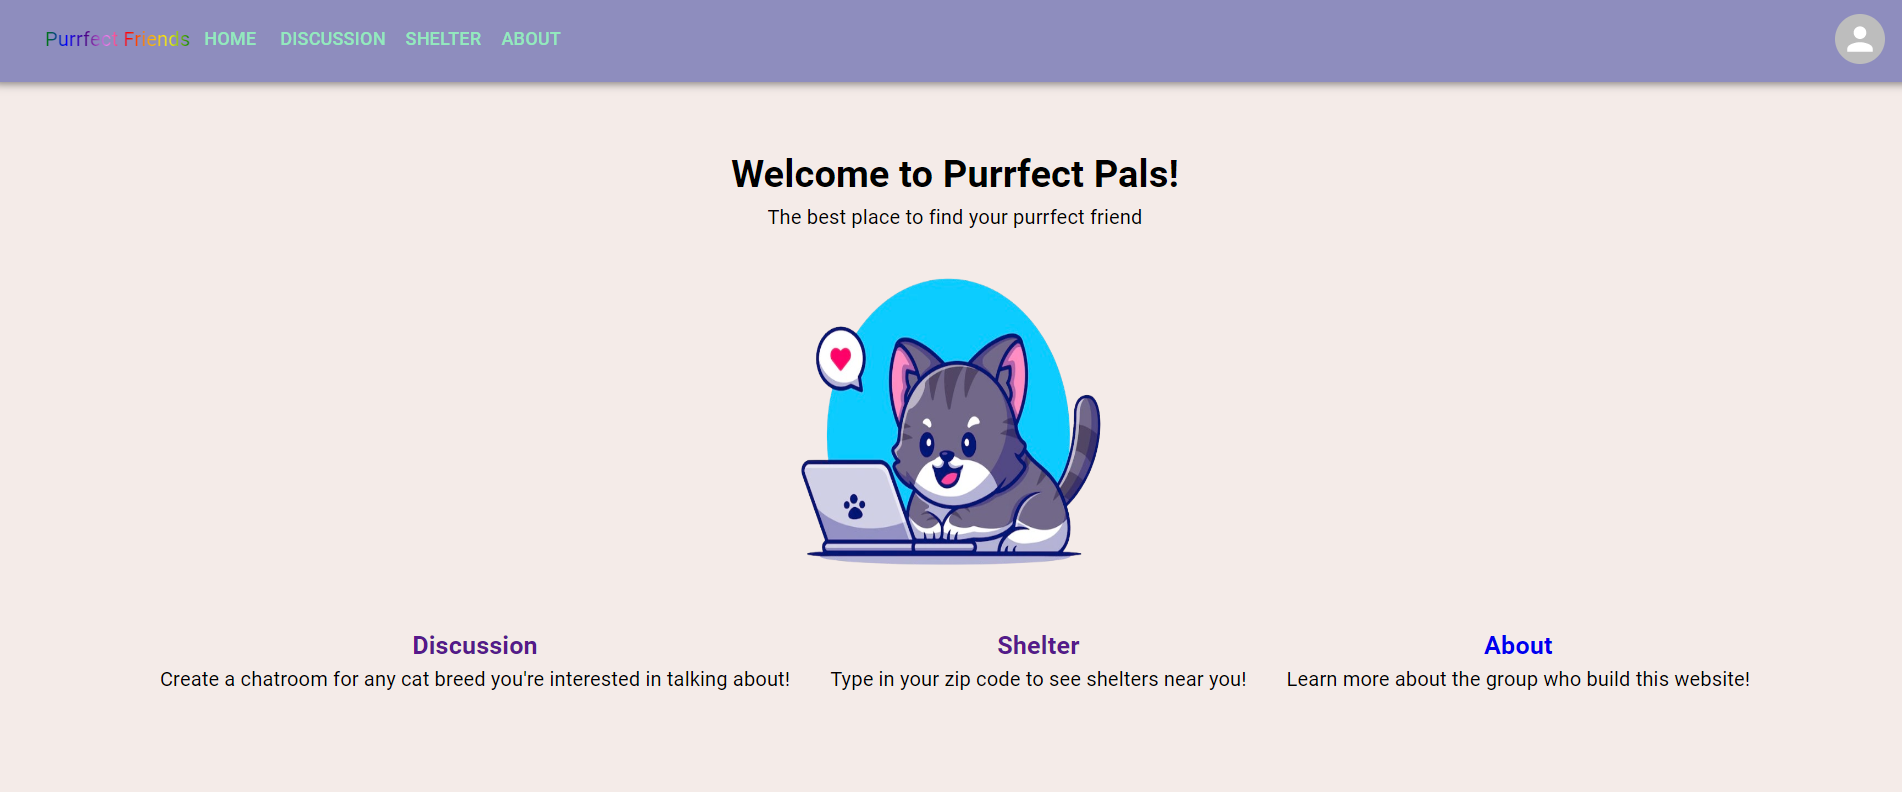 Purrfect Friends HOME DISCUSSION SHELTER ABOUT
Welcome to Purrfect Pals!
The best place to find your purrfect friend
Discussion
Create a chatroom for any cat breed you're interested in talking about!
Shelter
Type in your zip code to see shelters near you!
About
Learn more about the group who build this website!